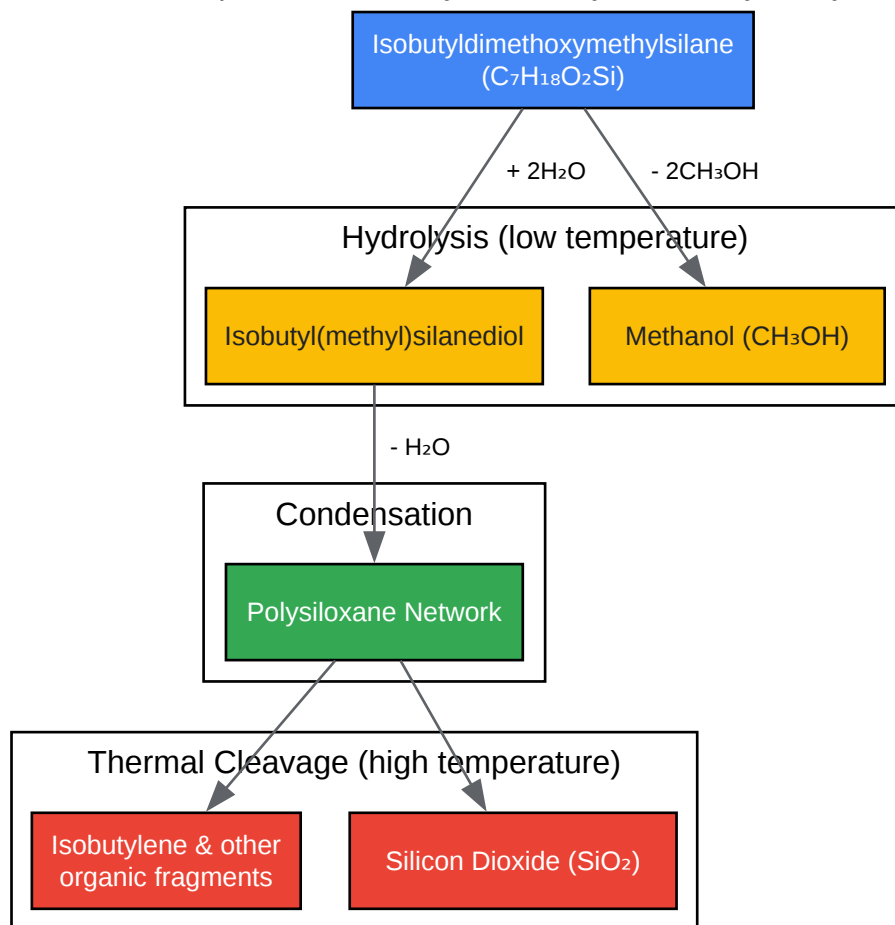 Isobutyldimethoxymethylsilane
(C₇H₁₈O₂Si)
+ 2H₂O
- 2CH₃OH
Hydrolysis (low temperature)
Isobutyl(methyl)silanediol
Methanol (CH₃OH)
- H₂O
Condensation
Polysiloxane Network
Thermal Cleavage (high temperature)
Isobutylene & other
organic fragments
Silicon Dioxide (SiO₂)